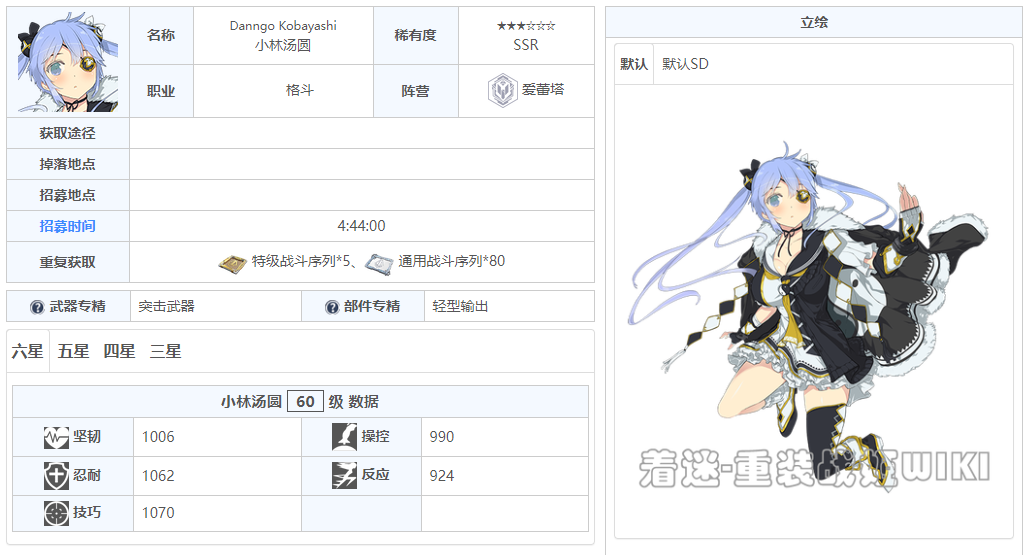 名称
Danngo Kobayashi
小林汤圆
稀有度
★★★☆☆☆
SSR
职业
格斗
阵营
爱蕾塔
获取途径
掉落地点
招募地点
招募时间
4:44:00
重复获取
特级战斗序列*5、 通用战斗序列*80
? 武器专精
突击武器
? 部件专精
轻型输出
六星 五星 四星 三星
小林汤圆 60 级 数据
坚韧
1006
操控
990
忍耐
1062
反应
924
技巧
1070
立绘
默认
默认SD
着迷-重装战姬WIKI